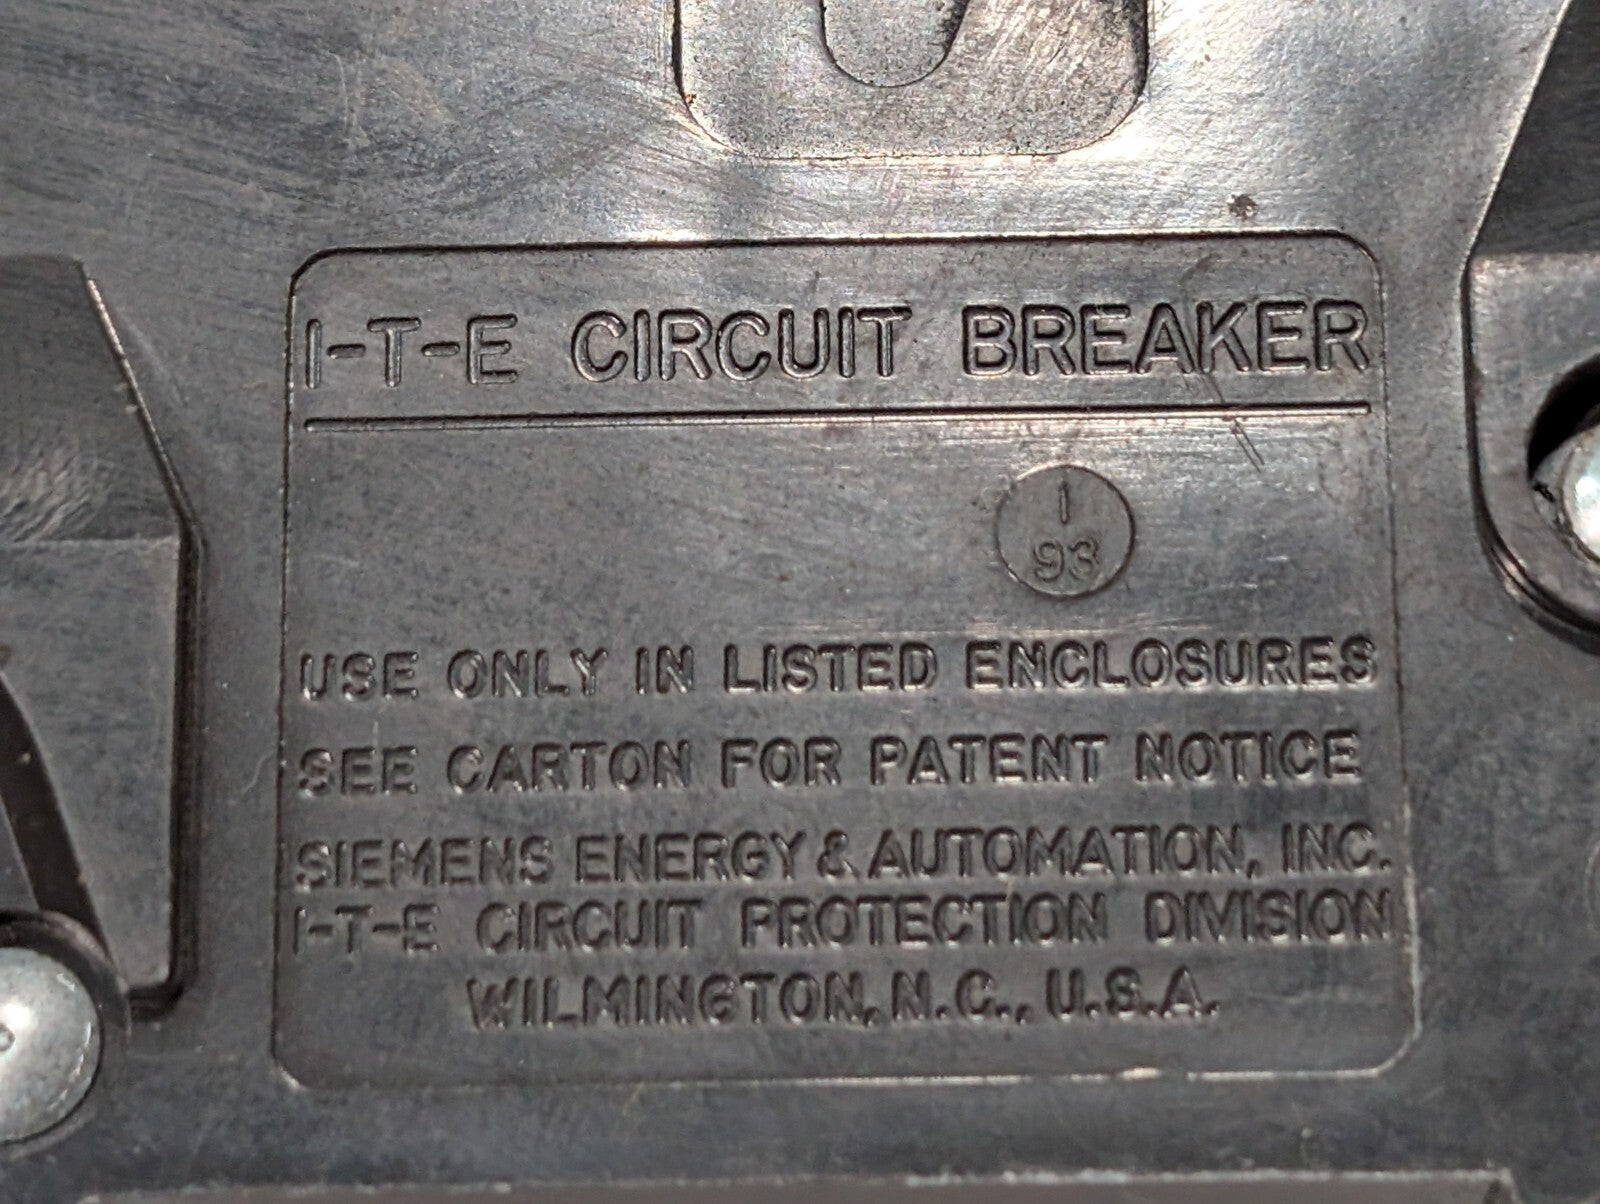 I-T-E CIRCUIT BREAKER
1
93
USE ONLY IN LISTED ENCLOSURES
SEE CARTON FOR PATENT NOTICE
SIEMENS ENERGY & AUTOMATION, INC.
I-T-E CIRCUIT PROTECTION DIVISION
WILMINGTON, N.C., U.S.A.